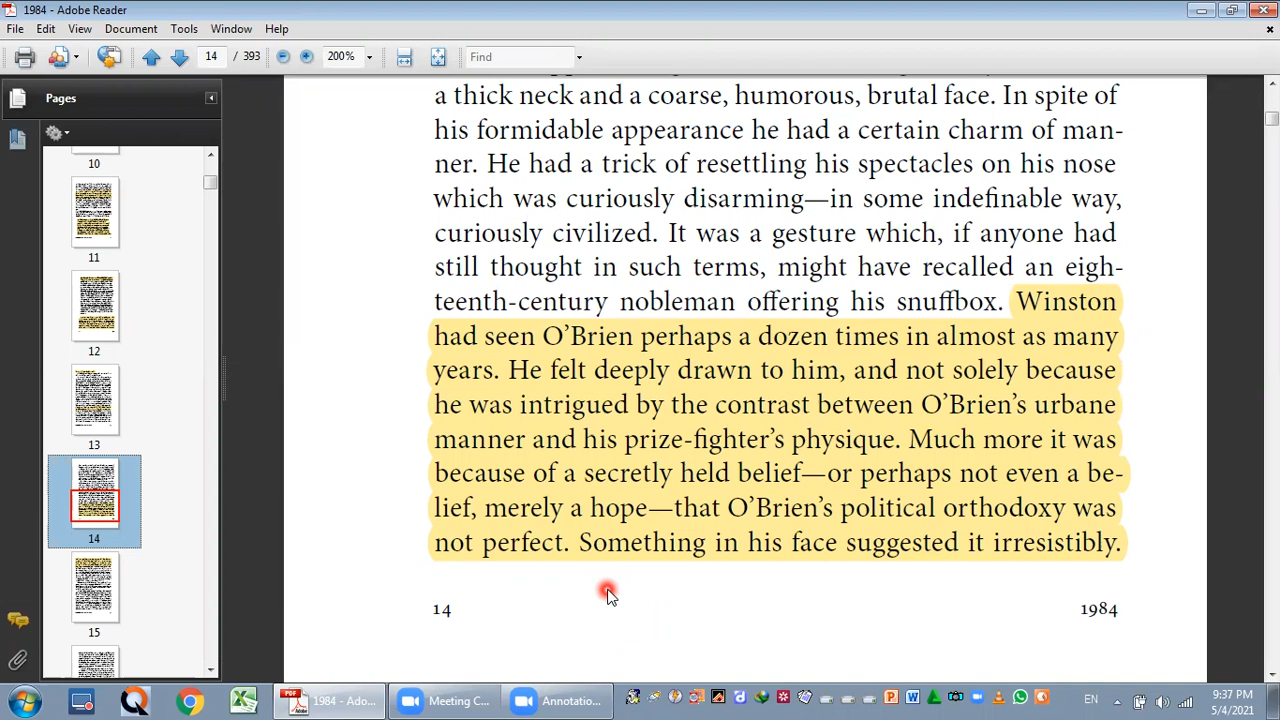 1984 - Adobe Reader
File Edit View Document Tools Window Help
14 / 393 200% Find
Pages
10
11
12
13
14
15
a thick neck and a coarse, humorous, brutal face. In spite of
his formidable appearance he had a certain charm of man-
ner. He had a trick of resettling his spectacles on his nose
which was curiously disarming—in some indefinable way,
curiously civilized. It was a gesture which, if anyone had
still thought in such terms, might have recalled an eigh-
teenth-century nobleman offering his snuffbox. Winston
had seen O’Brien perhaps a dozen times in almost as many
years. He felt deeply drawn to him, and not solely because
he was intrigued by the contrast between O’Brien’s urbane
manner and his prize-fighter’s physique. Much more it was
because of a secretly held belief—or perhaps not even a be-
lief, merely a hope—that O’Brien’s political orthodoxy was
not perfect. Something in his face suggested it irresistibly.
14 1984
1984 - Ado... Meeting C... Annotatio... EN 9:37 PM
5/4/2021